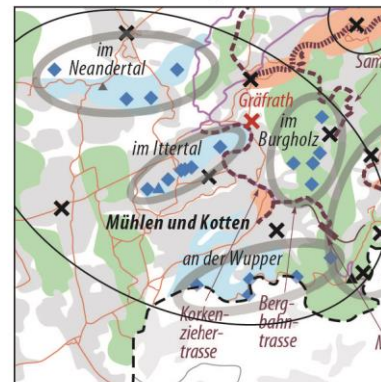 im
Neandertal
Sam
Gräfrath
im
Burgholz
im Ittertal
Mühlen und Kotten
an der Wupper
Korken-
zieher-
trasse
Berg-
bahn-
trasse